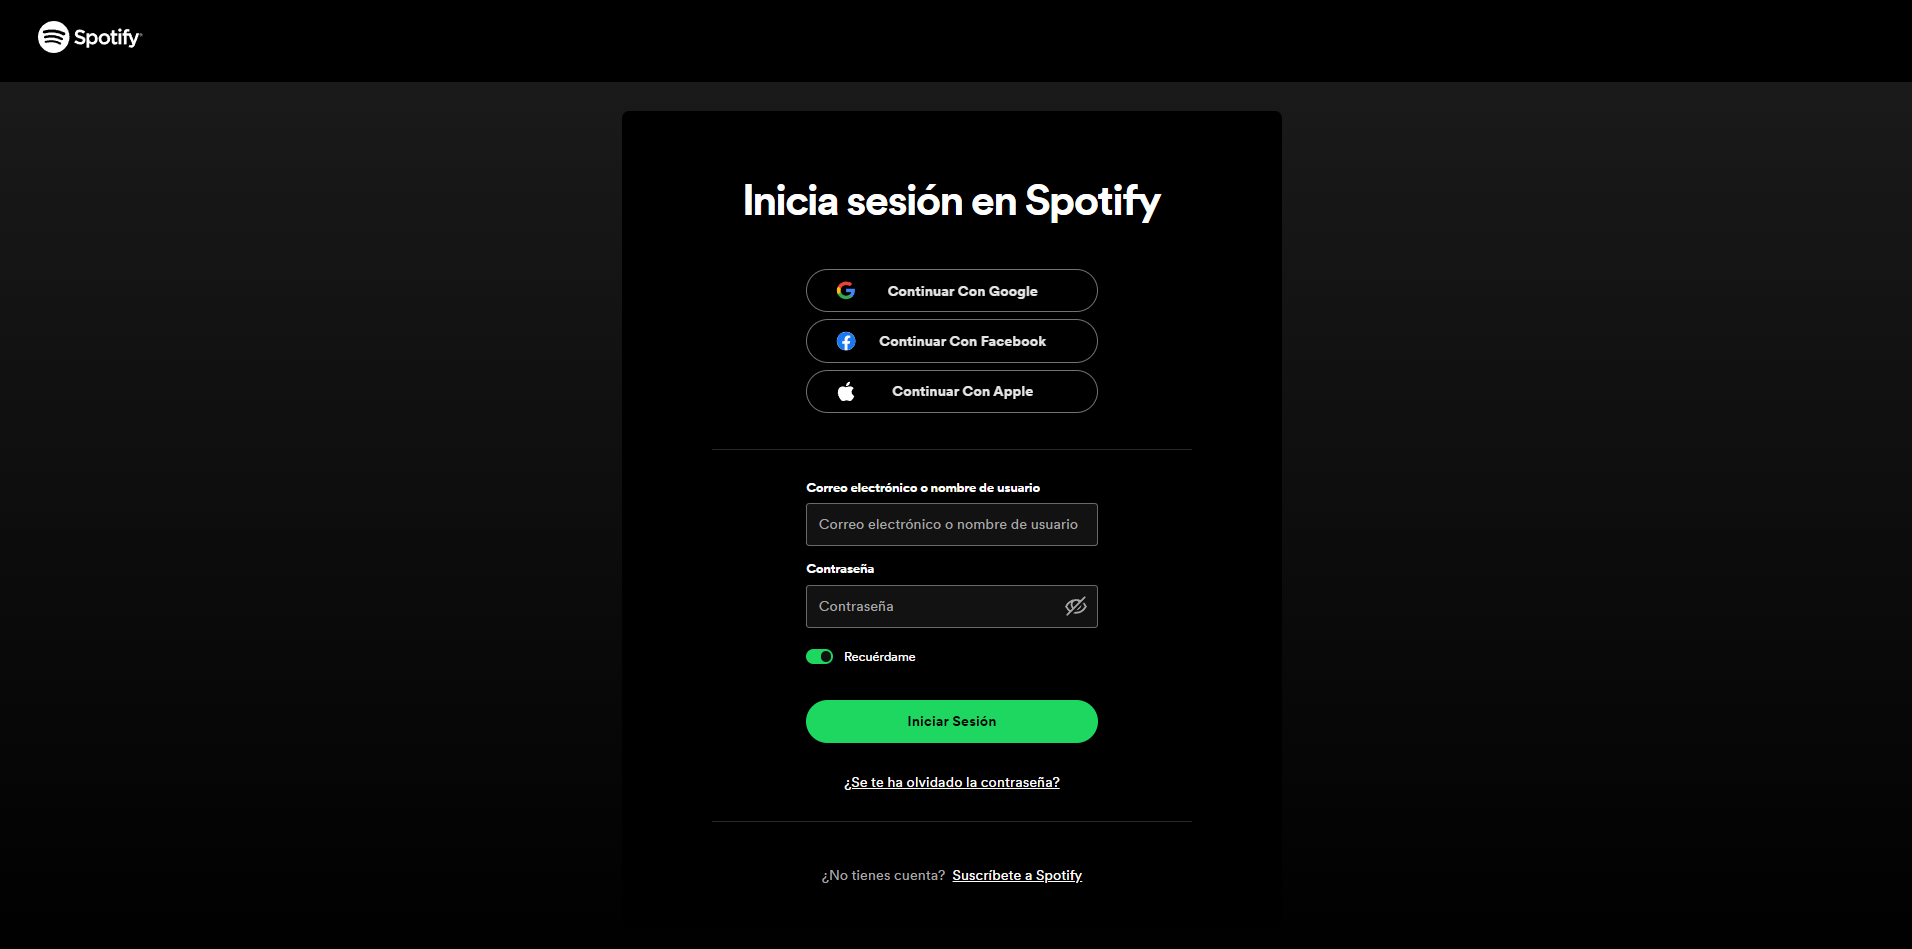 Spotify
Inicia sesión en Spotify
Continuar Con Google
Continuar Con Facebook
Continuar Con Apple
Correo electrónico o nombre de usuario
Correo electrónico o nombre de usuario
Contraseña
Contraseña
Recuérdame
Iniciar Sesión
¿Se te ha olvidado la contraseña?
¿No tienes cuenta? Suscríbete a Spotify